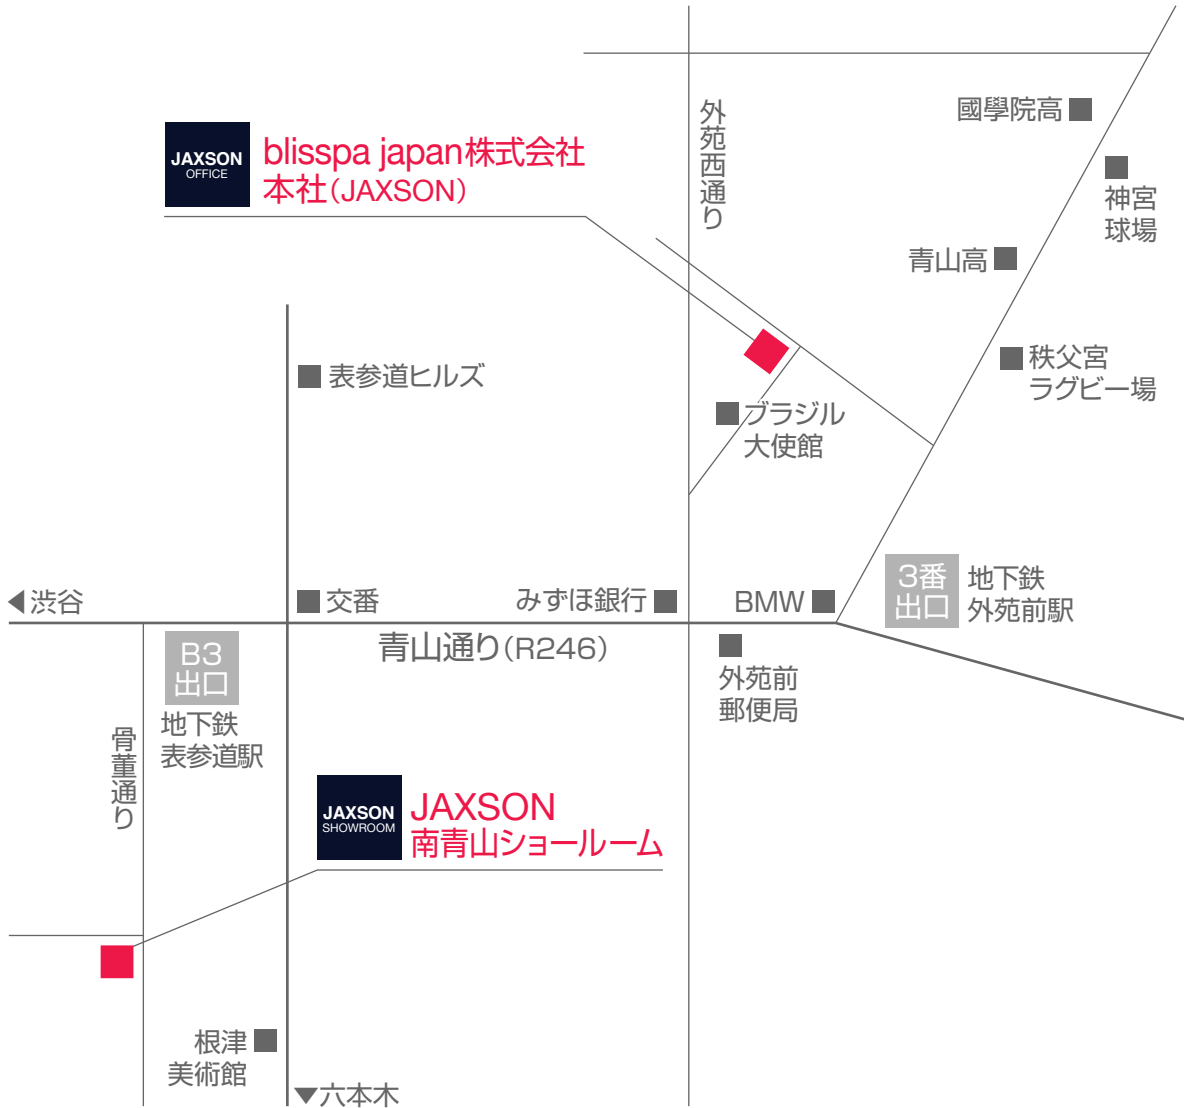 國學院高
外苑西通り
JAXSON
OFFICE
blisspa japan株式会社
本社(JAXSON)
神宮
球場
青山高
秩父宮
ラグビー場
表参道ヒルズ
ブラジル
大使館
3番
出口
地下鉄
外苑前駅
◀渋谷
交番
みずほ銀行
BMW
青山通り(R246)
B3
出口
地下鉄
表参道駅
外苑前
郵便局
骨董通り
JAXSON
SHOWROOM
JAXSON
南青山ショールーム
根津
美術館
▼六本木